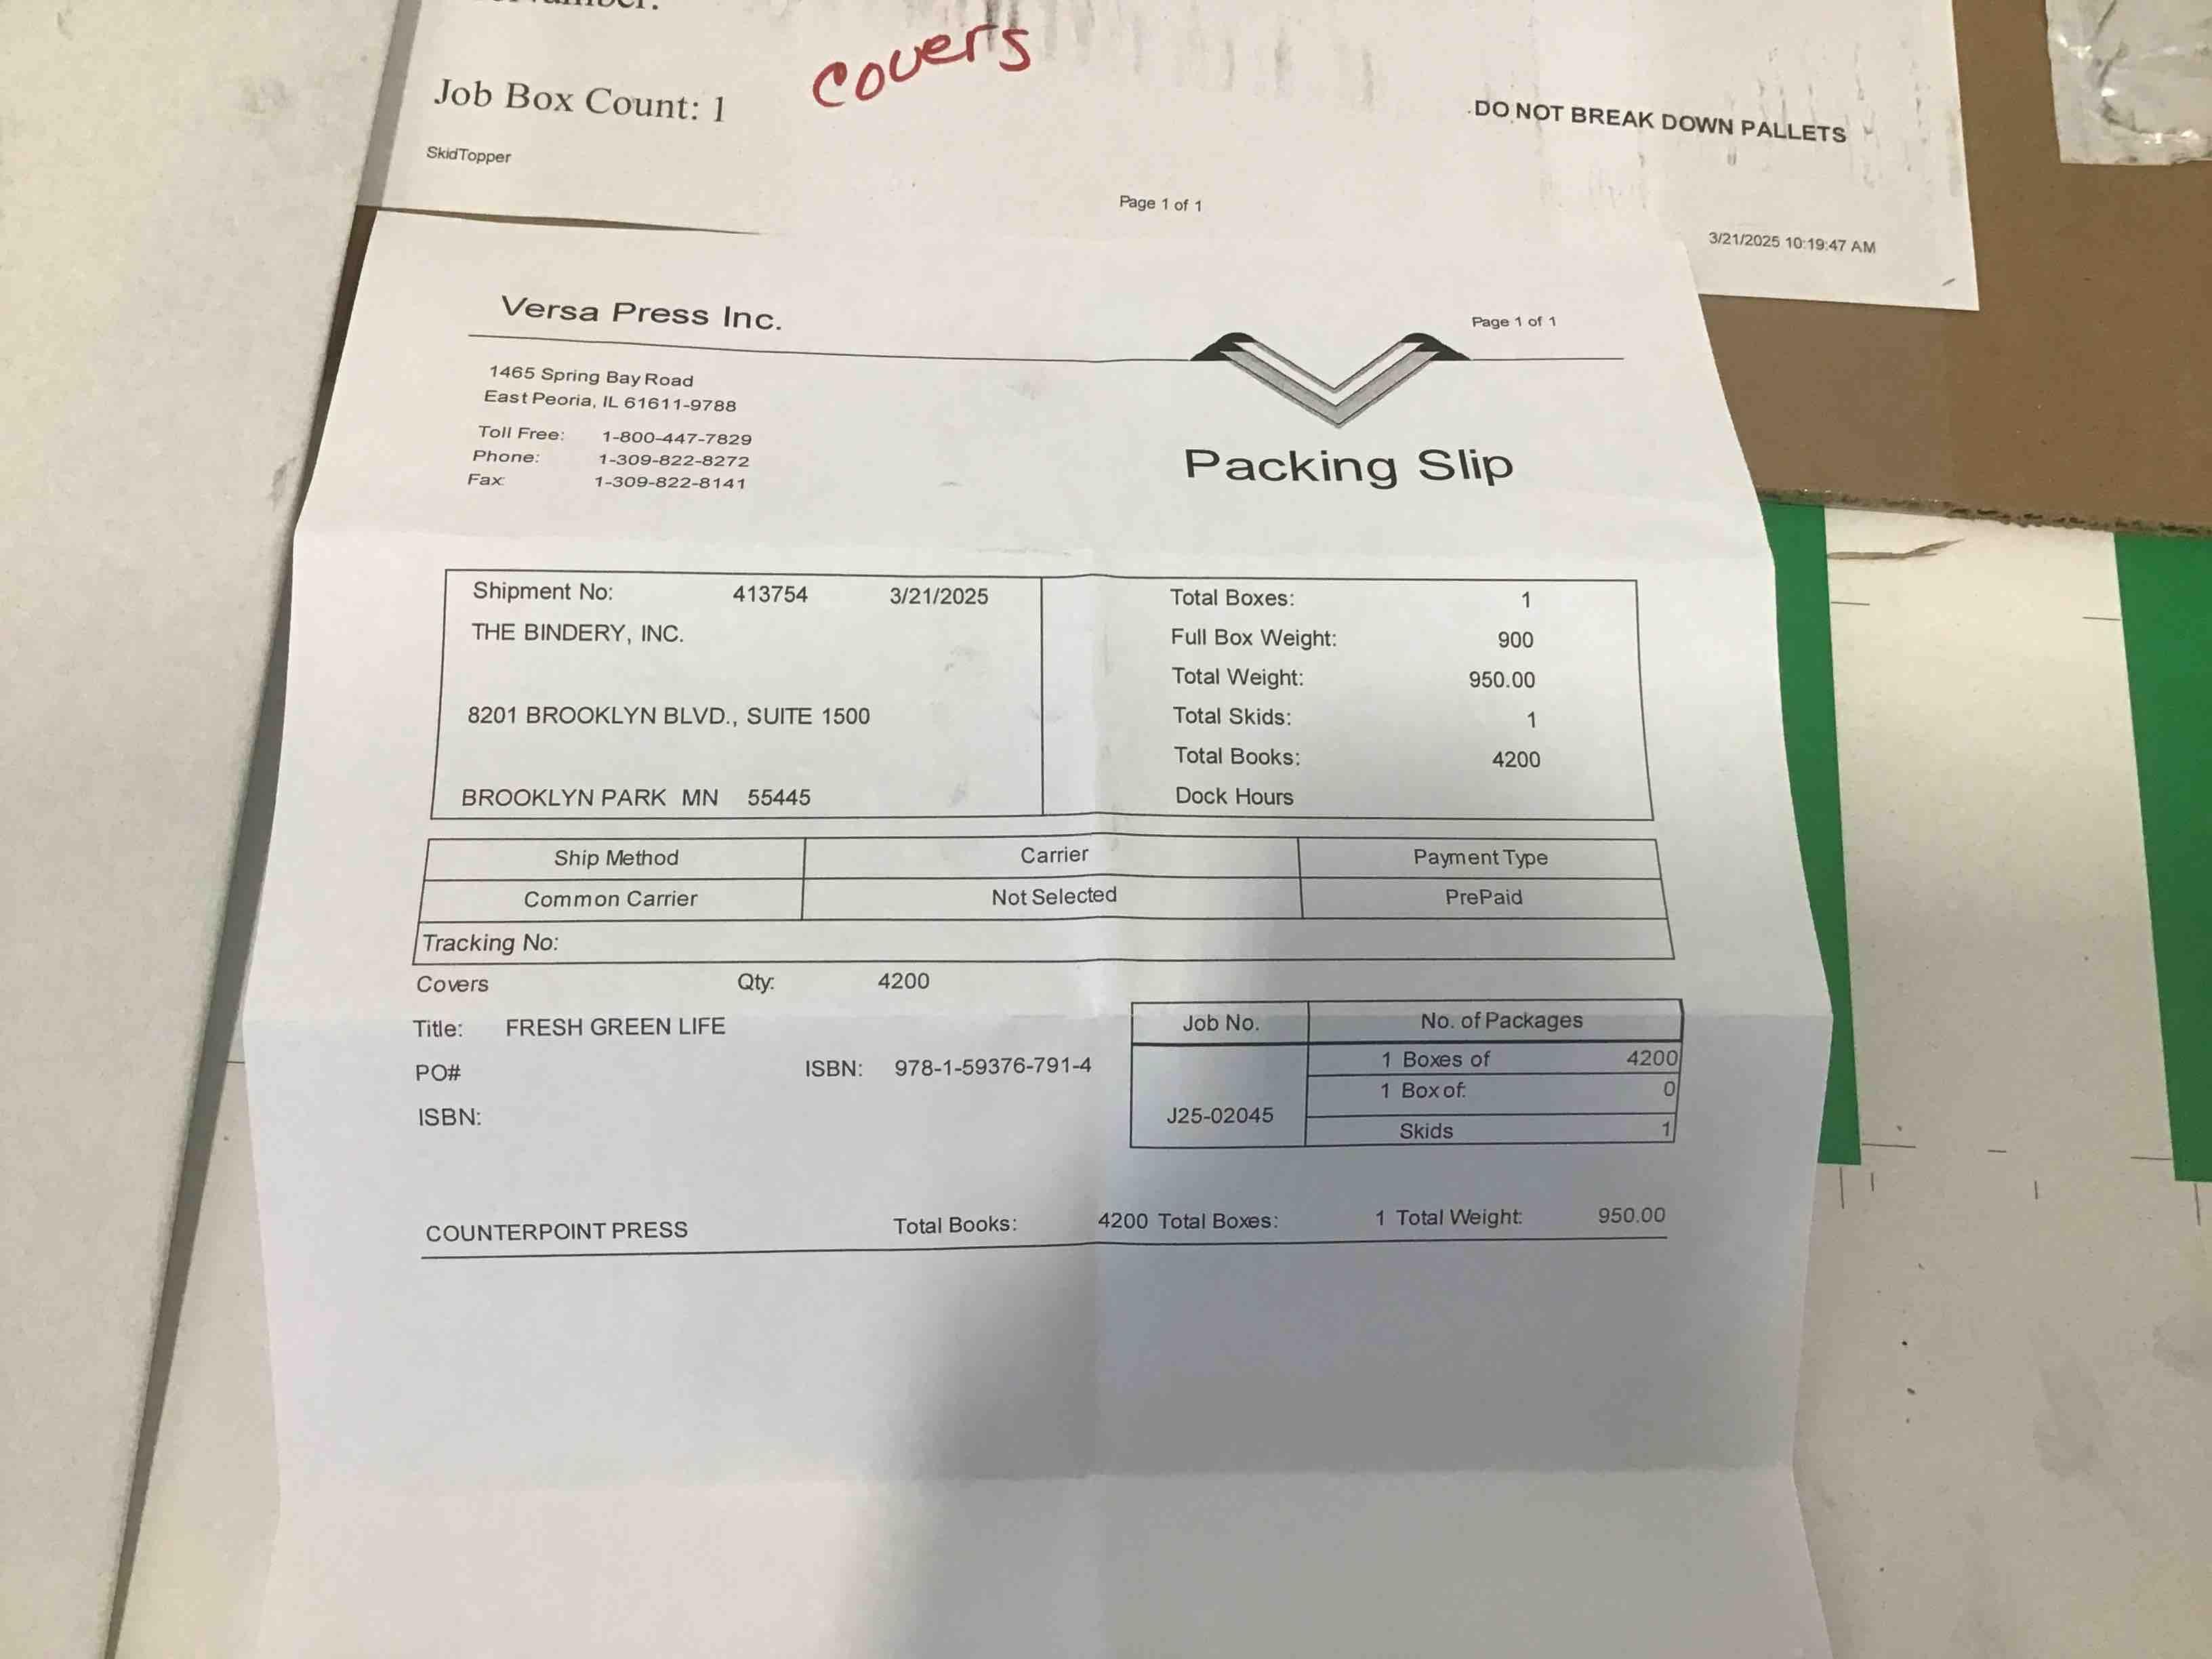 Covers
Job Box Count: 1
DO NOT BREAK DOWN PALLETS
SkidTopper
Page 1 of 1
3/21/2025 10:19:47 AM
Versa Press Inc.
Page 1 of 1
1465 Spring Bay Road
East Peoria, IL 61611-9788
Toll Free: 1-800-447-7829
Phone: 1-309-822-8272
Fax: 1-309-822-8141
Packing Slip
Shipment No: 413754 3/21/2025
THE BINDERY, INC.
8201 BROOKLYN BLVD., SUITE 1500
BROOKLYN PARK MN 55445
Total Boxes: 1
Full Box Weight: 900
Total Weight: 950.00
Total Skids: 1
Total Books: 4200
Dock Hours
Ship Method Carrier Payment Type
Common Carrier Not Selected PrePaid
Tracking No:
Covers Qty: 4200
Title: FRESH GREEN LIFE
PO# ISBN: 978-1-59376-791-4
ISBN:
Job No. No. of Packages
1 Boxes of 4200
1 Box of: 0
J25-02045
Skids 1
COUNTERPOINT PRESS Total Books: 4200 Total Boxes: 1 Total Weight: 950.00